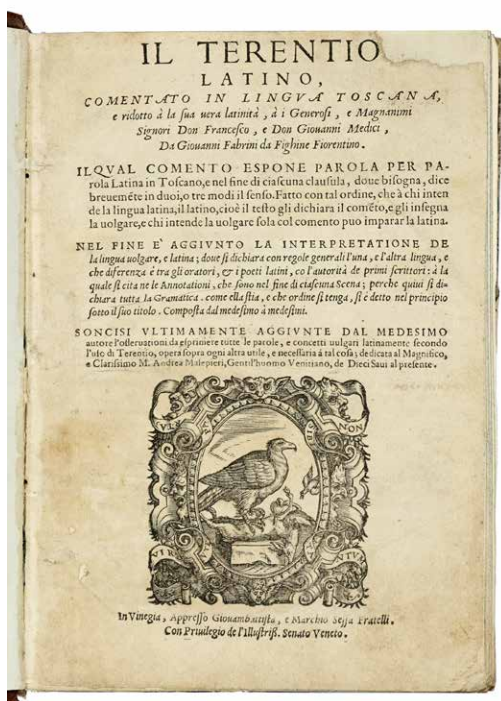 IL TERENTIO
LATINO,
COMENTATO IN LINGVA TOSCANA,
e ridotto à la sua uera latinità, à i Generosi, e Magnanimi
Signori Don Francesco, e Don Giouanni Medici,
Da Giouanni Fabrini da Fighine Fiorentino.
ILQVAL COMENTO ESPONE PAROLA PER PA-
rola Latina in Toscano, e nel fine di ciascuna clausula, doue bisogna, dice
breueméte in duoi, o tre modi il senso. Fatto con tal ordine, che à chi inten
de la lingua latina, il latino, cioè il testo gli dichiara il cométo, e gli insegna
la uolgare, e chi intende la uolgare sola col comento puo imparar la latina.
NEL FINE E' AGGIVNTO LA INTERPRETATIONE DE
la lingua uolgare, e latina; doue si dichiara con regole generali l'una, e l'altra lingua, e
che diferenza è tra gli oratori, & i poeti latini, co l'autorità de primi scrittori: à la
quale si cita ne le Annotationi, che sono nel fine di ciascuna Scena; perche quiui si di-
chiara tutta la Gramatica. come ella stia, e che ordine si tenga, si è detto nel principio
sotto il suo titolo. Composta dal medesimo à medesimi.
SONCISI VLTIMAMENTE AGGIVNTE DAL MEDESIMO
autore l'osseruationi da esprimere tutte le parole, e concetti uulgari latinamente secondo
l'uso di Terentio, opera sopra ogni altra utile, e necessaria à tal cosa; dedicata al Magnifico,
e Clarissimo M. Andrea Malepieri, Gentil'huomo Venitiano, de Dieci Saui al presente.
VLT NON
VIR TVS
In Vinegia, Appresso Giouambattista, e Marchio Sessa Fratelli.
Con Priuilegio de l'Illustriss. Senato Veneto.